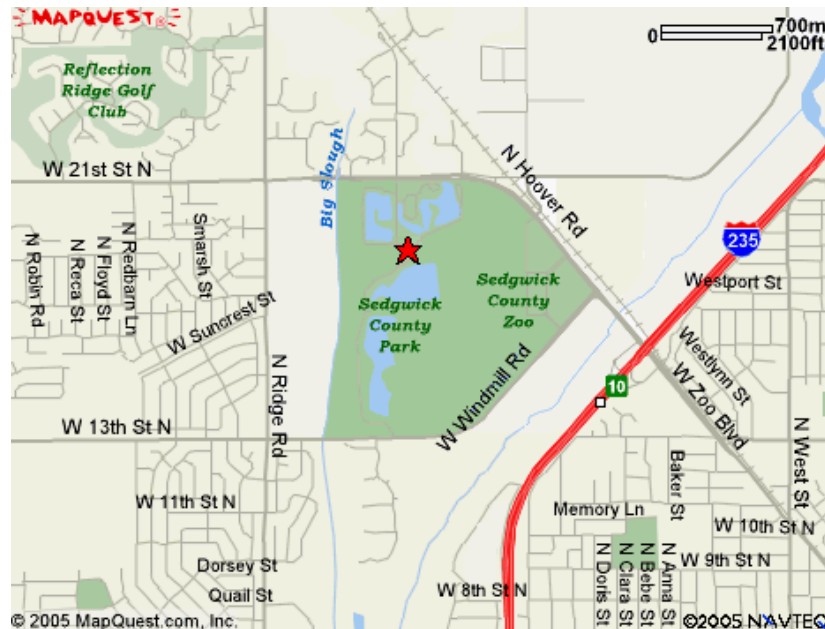 MAPQUEST
0 700m
2100ft
Reflection
Ridge Golf
Club
W 21st St N
Big Slough
N Hoover Rd
235
Westport St
N Robin Rd
N Reca St
N Floyd St
N Redbarn Ln
Smarsh St
W Suncrest St
N Ridge Rd
Sedgwick
County
Park
Sedgwick
County
Zoo
W Windmill Rd
10
Westlynn St
W Zoo Blvd
N West St
W 13th St N
W 11th St N
Baker St
Memory Ln
W 10th St N
W 9th St N
Dorsey St
Quail St
W 8th St N
N Doris St
N Clara St
N Bebe St
N Anna St
© 2005 MapQuest.com, Inc.
©2005 NAVTEQ